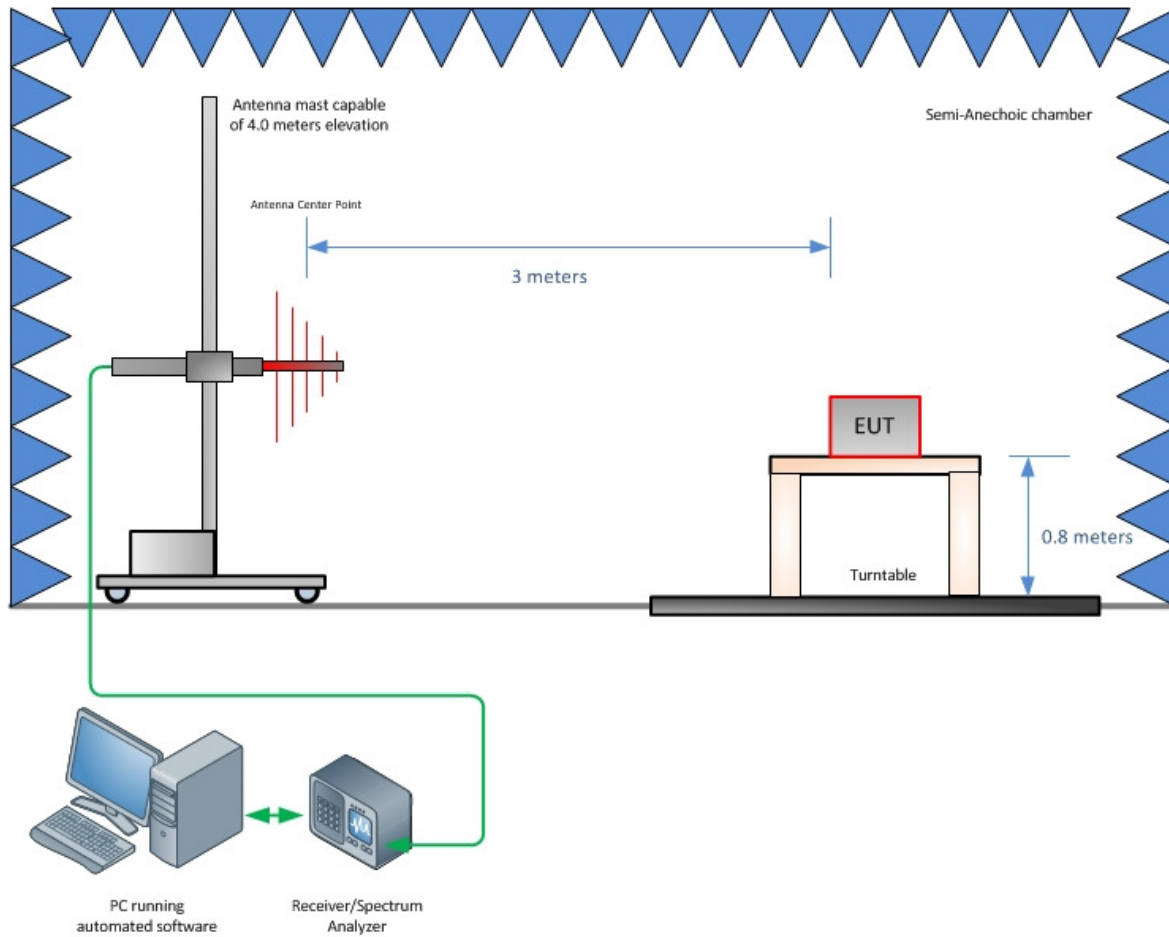 Antenna mast capable
of 4.0 meters elevation
Semi-Anechoic chamber
Antenna Center Point
3 meters
EUT
0.8 meters
Turntable
PC running
automated software
Receiver/Spectrum
Analyzer